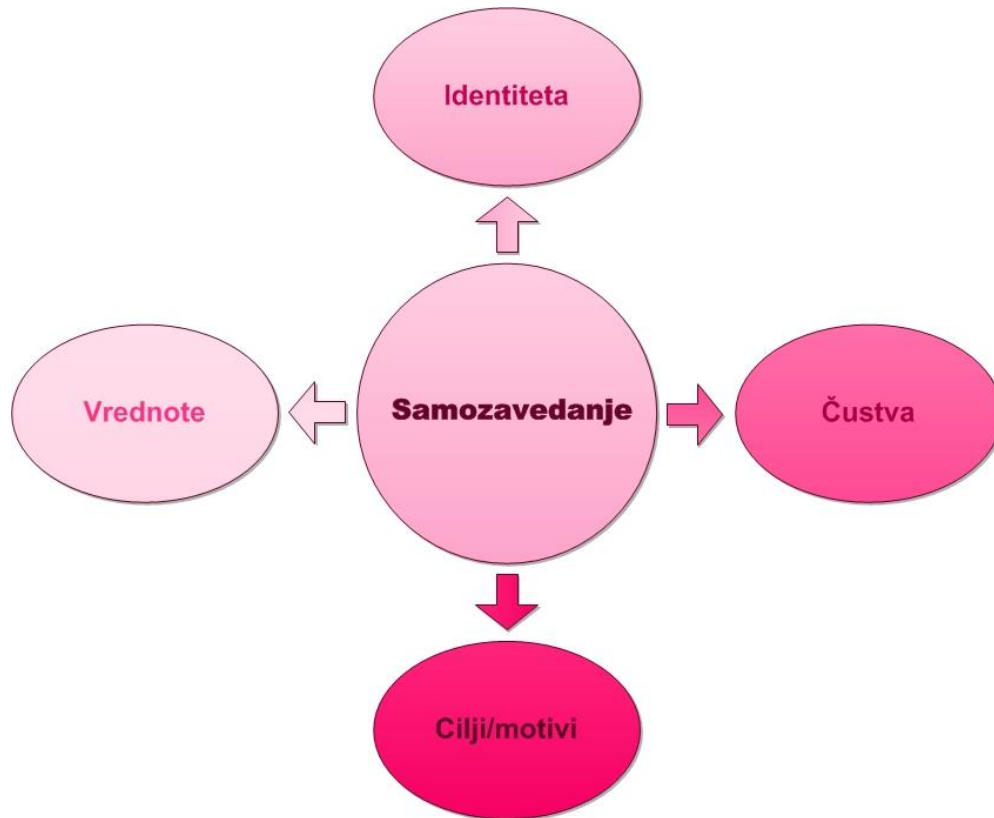 Identiteta
Vrednote
Samozavedanje
Čustva
Cilji/motivi